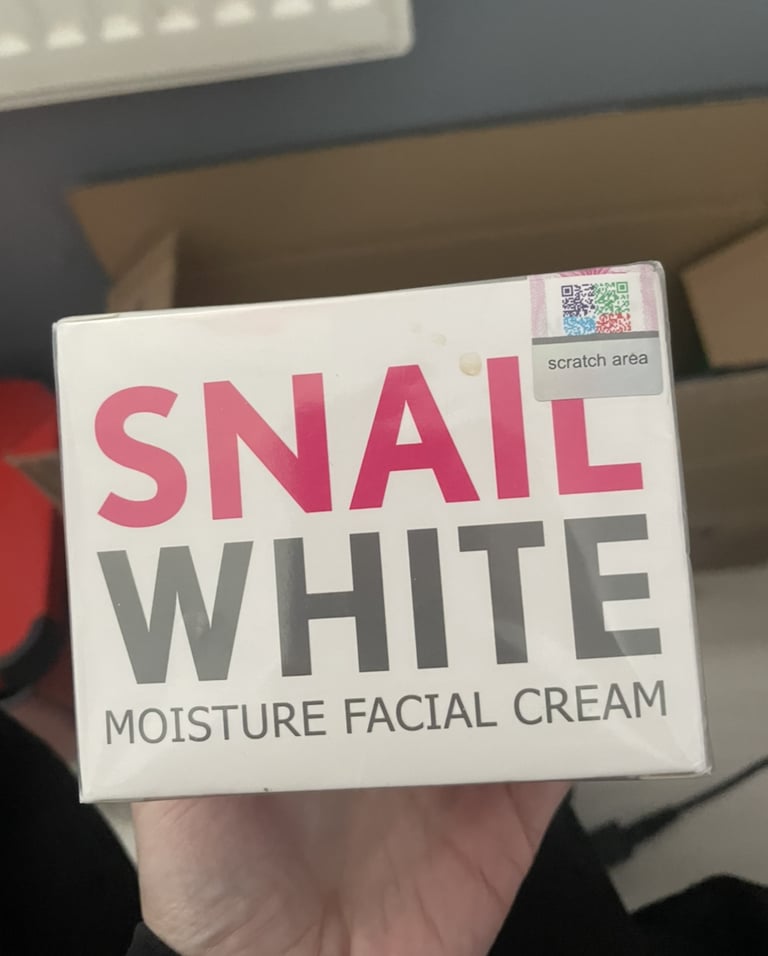 scratch area
SNAIL
WHITE
MOISTURE FACIAL CREAM